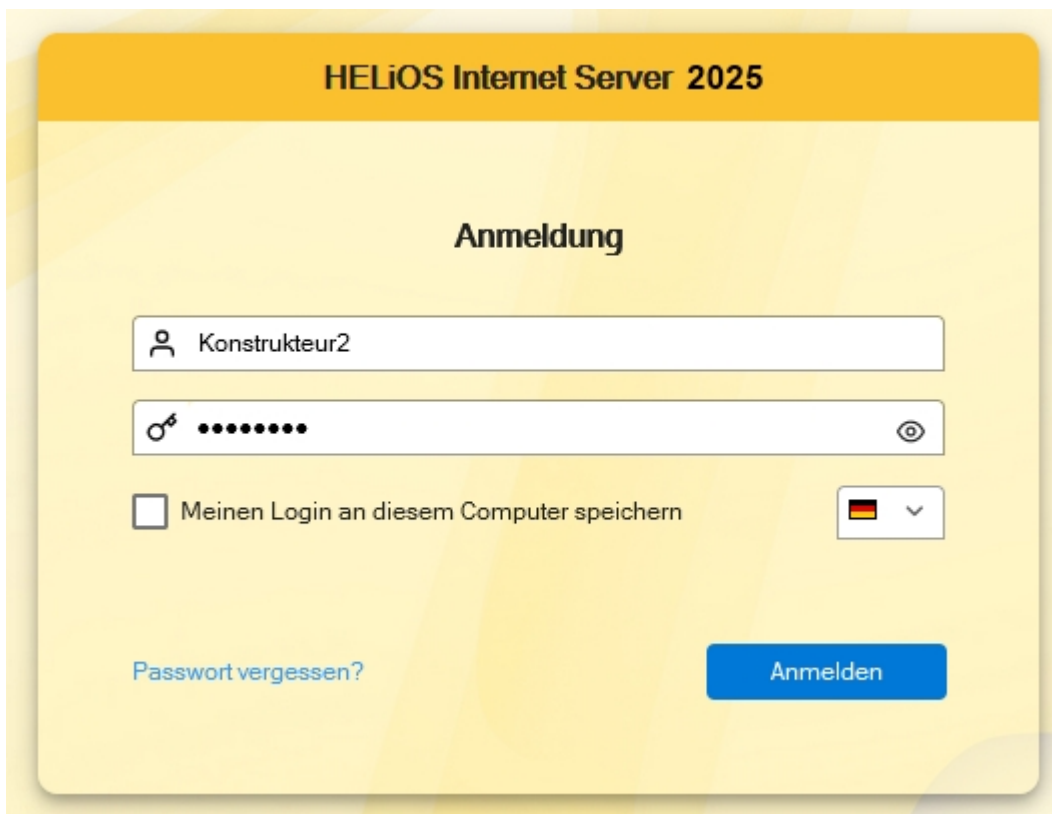 HELiOS Internet Server 2025
Anmeldung
Konstrukteur2
••••••••
Meinen Login an diesem Computer speichern
Passwort vergessen?
Anmelden